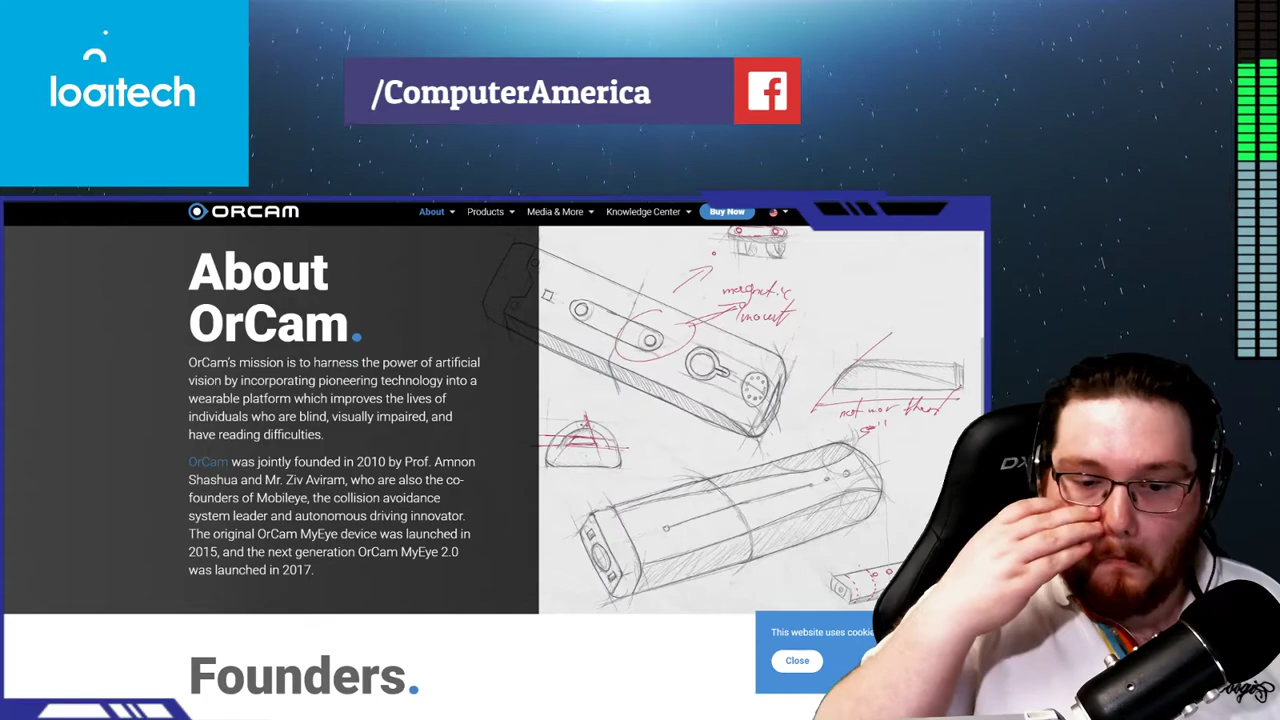 logitech
/ComputerAmerica
ORCAM
About
Products
Media & More
Knowledge Center
Buy Now
About
OrCam.
OrCam's mission is to harness the power of artificial
vision by incorporating pioneering technology into a
wearable platform which improves the lives of
individuals who are blind, visually impaired, and
have reading difficulties.
OrCam was jointly founded in 2010 by Prof. Amnon
Shashua and Mr. Ziv Aviram, who are also the co-
founders of Mobileye, the collision avoidance
system leader and autonomous driving innovator.
The original OrCam MyEye device was launched in
2015, and the next generation OrCam MyEye 2.0
was launched in 2017.
mount
This website uses cookie
Close
Founders.
DX